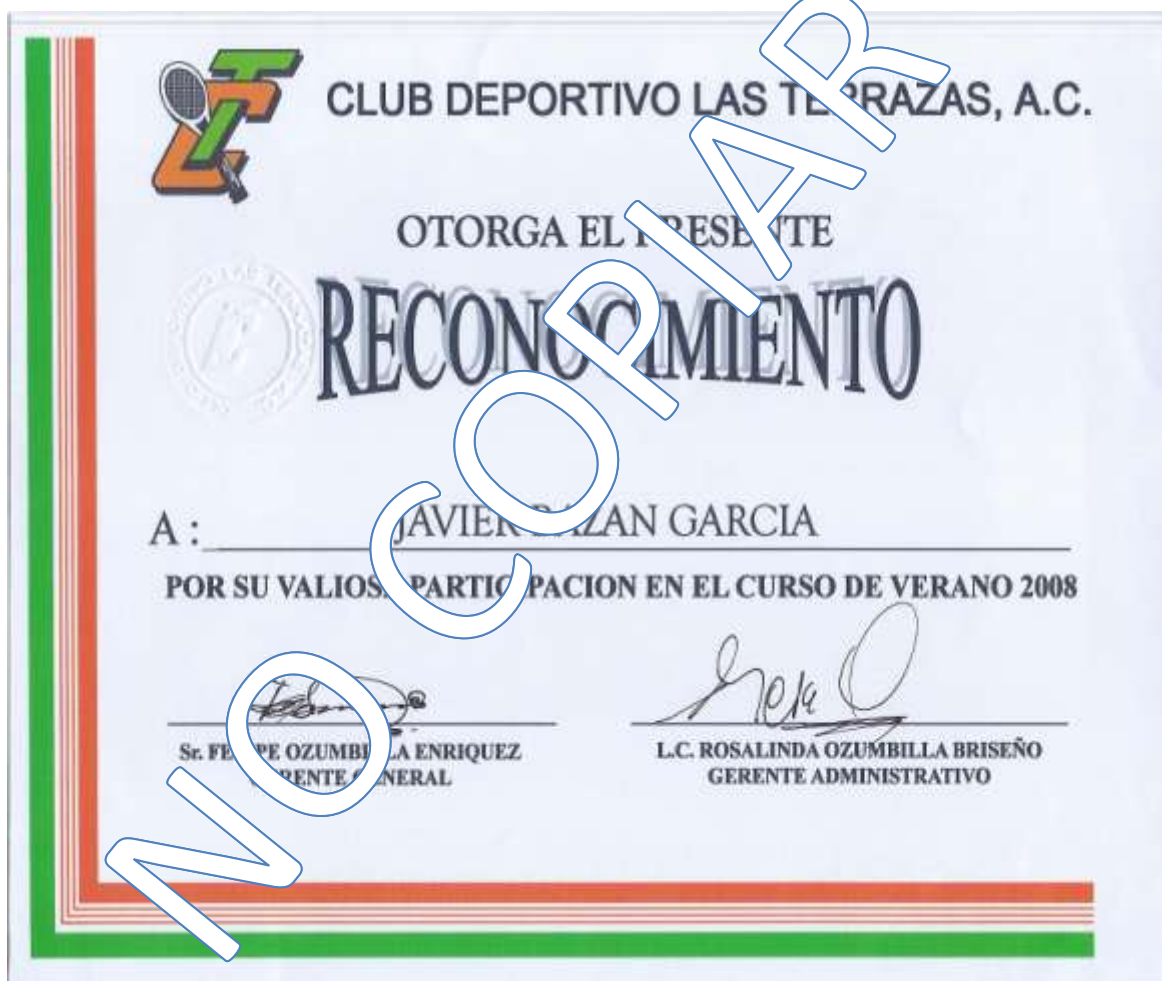 CLUB DEPORTIVO LAS TERRAZAS, A.C.
OTORGA EL PRESENTE
RECONOCIMIENTO
A : JAVIER BAZAN GARCIA
POR SU VALIOSA PARTICIPACION EN EL CURSO DE VERANO 2008
Sr. FELIPE OZUMBILLA ENRIQUEZ
GERENTE GENERAL
L.C. ROSALINDA OZUMBILLA BRISEÑO
GERENTE ADMINISTRATIVO
NO COPIAR